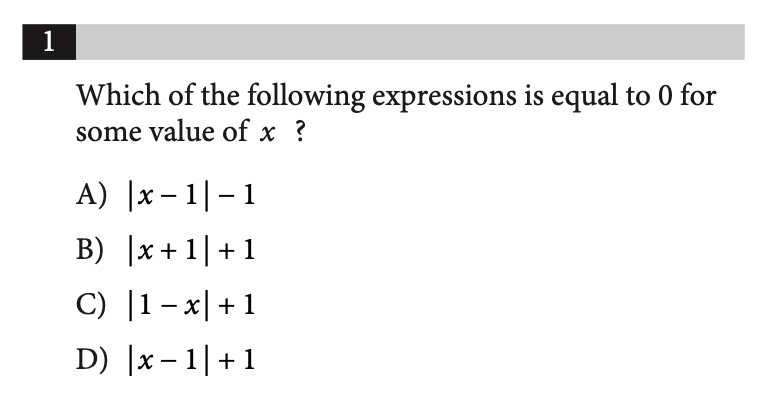 1
Which of the following expressions is equal to 0 for
some value of x ?
A) |x – 1| – 1
B) |x + 1| + 1
C) |1 – x| + 1
D) |x – 1| + 1